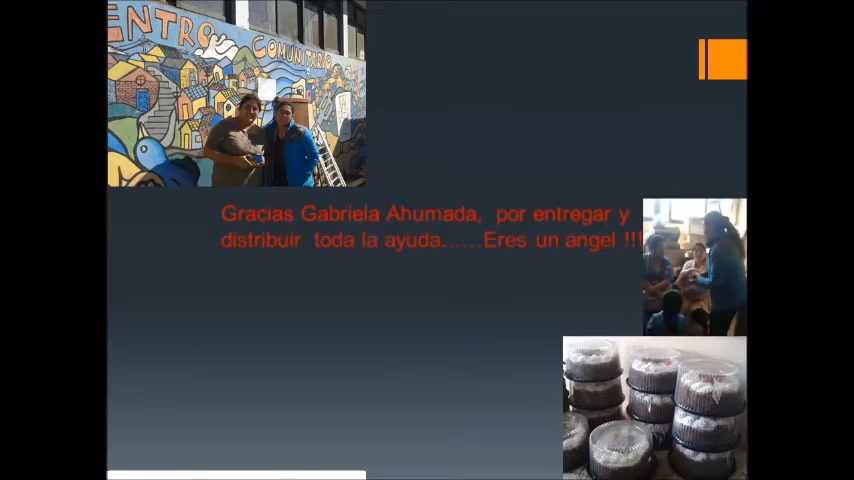 ENTRO
COMUNITARIO
Gracias Gabriela Ahumada, por entregar y
distribuir toda la ayuda......Eres un angel !!!